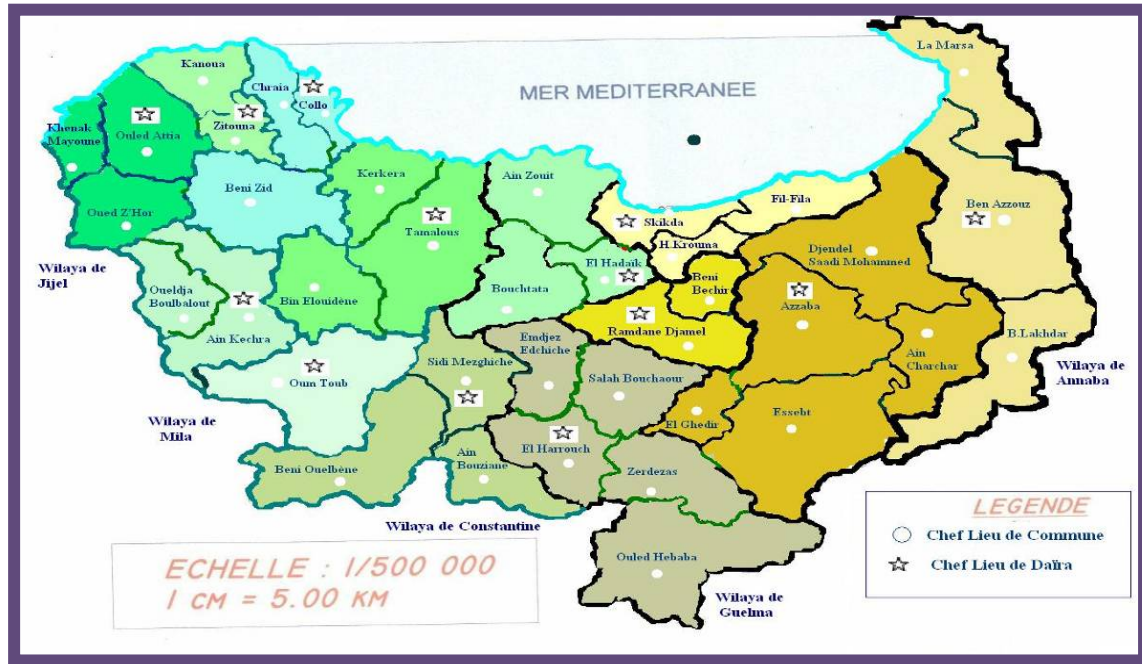 La Marsa
Kanoua
Chraia
Collo
MER MEDITERRANEE
Khenak
Mayoune
Ouled Attia
Zitouna
Kerkera
Ain Zouit
Beni Zid
Fil-Fila
Ben Azzouz
Oued Z'Hor
Tamalous
Skikda
H.Krouma
Djendel
Saadi Mohammed
Wilaya de
Jijel
El Hadaïk
Beni
Bechir
Oueldja
Boulbalout
Bin Elouidène
Bouchtata
Azzaba
Ain Kechra
Emdjez
Edchiche
Ramdane Djamel
B.Lakhdar
Sidi Mezghiche
Ain
Charchar
Wilaya de
Annaba
Oum Toub
Salah Bouchaour
Wilaya de
Mila
El Ghedir
Essebt
El Harrouch
Beni Ouelbène
Ain
Bouziane
Zerdezas
Wilaya de Constantine
LEGENDE
Chef Lieu de Commune
Chef Lieu de Daïra
Ouled Hebaba
ECHELLE : 1/500 000
1 CM = 5.00 KM
Wilaya de
Guelma